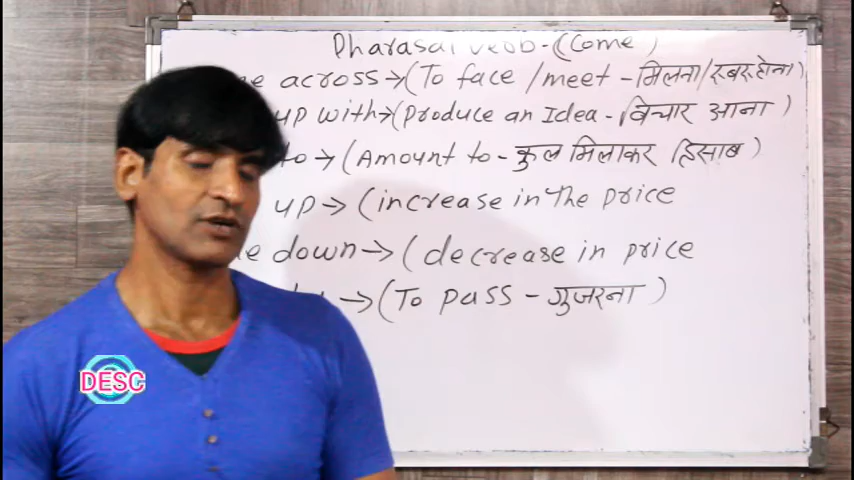 Pharasal verb - (Come)
across → (To face / meet - मिलना / रुबरु होना)
up with → (Produce an Idea - विचार आना)
to → (Amount to - कुल मिलाकर हिसाब)
up → (increase in the price
down → (decrease in price
→ (To pass - गुजरना)
DESC